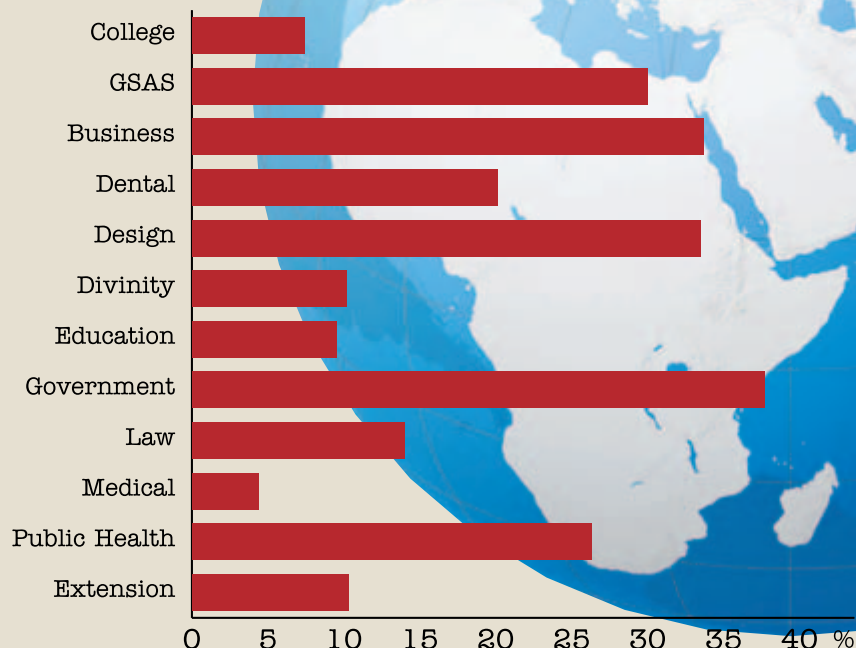 College
GSAS
Business
Dental
Design
Divinity
Education
Government
Law
Medical
Public Health
Extension
0 5 10 15 20 25 30 35 40 %